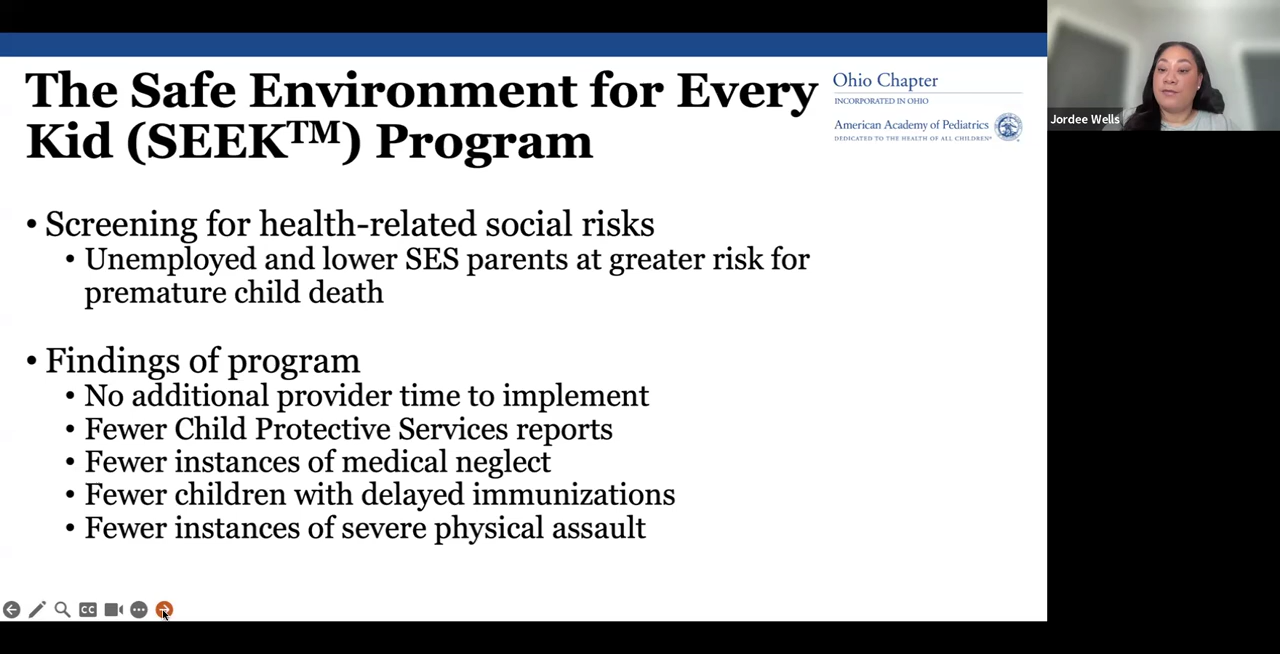 The Safe Environment for Every
Kid (SEEK™) Program
Ohio Chapter
INCORPORATED IN OHIO
American Academy of Pediatrics
DEDICATED TO THE HEALTH OF ALL CHILDREN®
Jordee Wells
• Screening for health-related social risks
• Unemployed and lower SES parents at greater risk for
premature child death
• Findings of program
• No additional provider time to implement
• Fewer Child Protective Services reports
• Fewer instances of medical neglect
• Fewer children with delayed immunizations
• Fewer instances of severe physical assault
CC